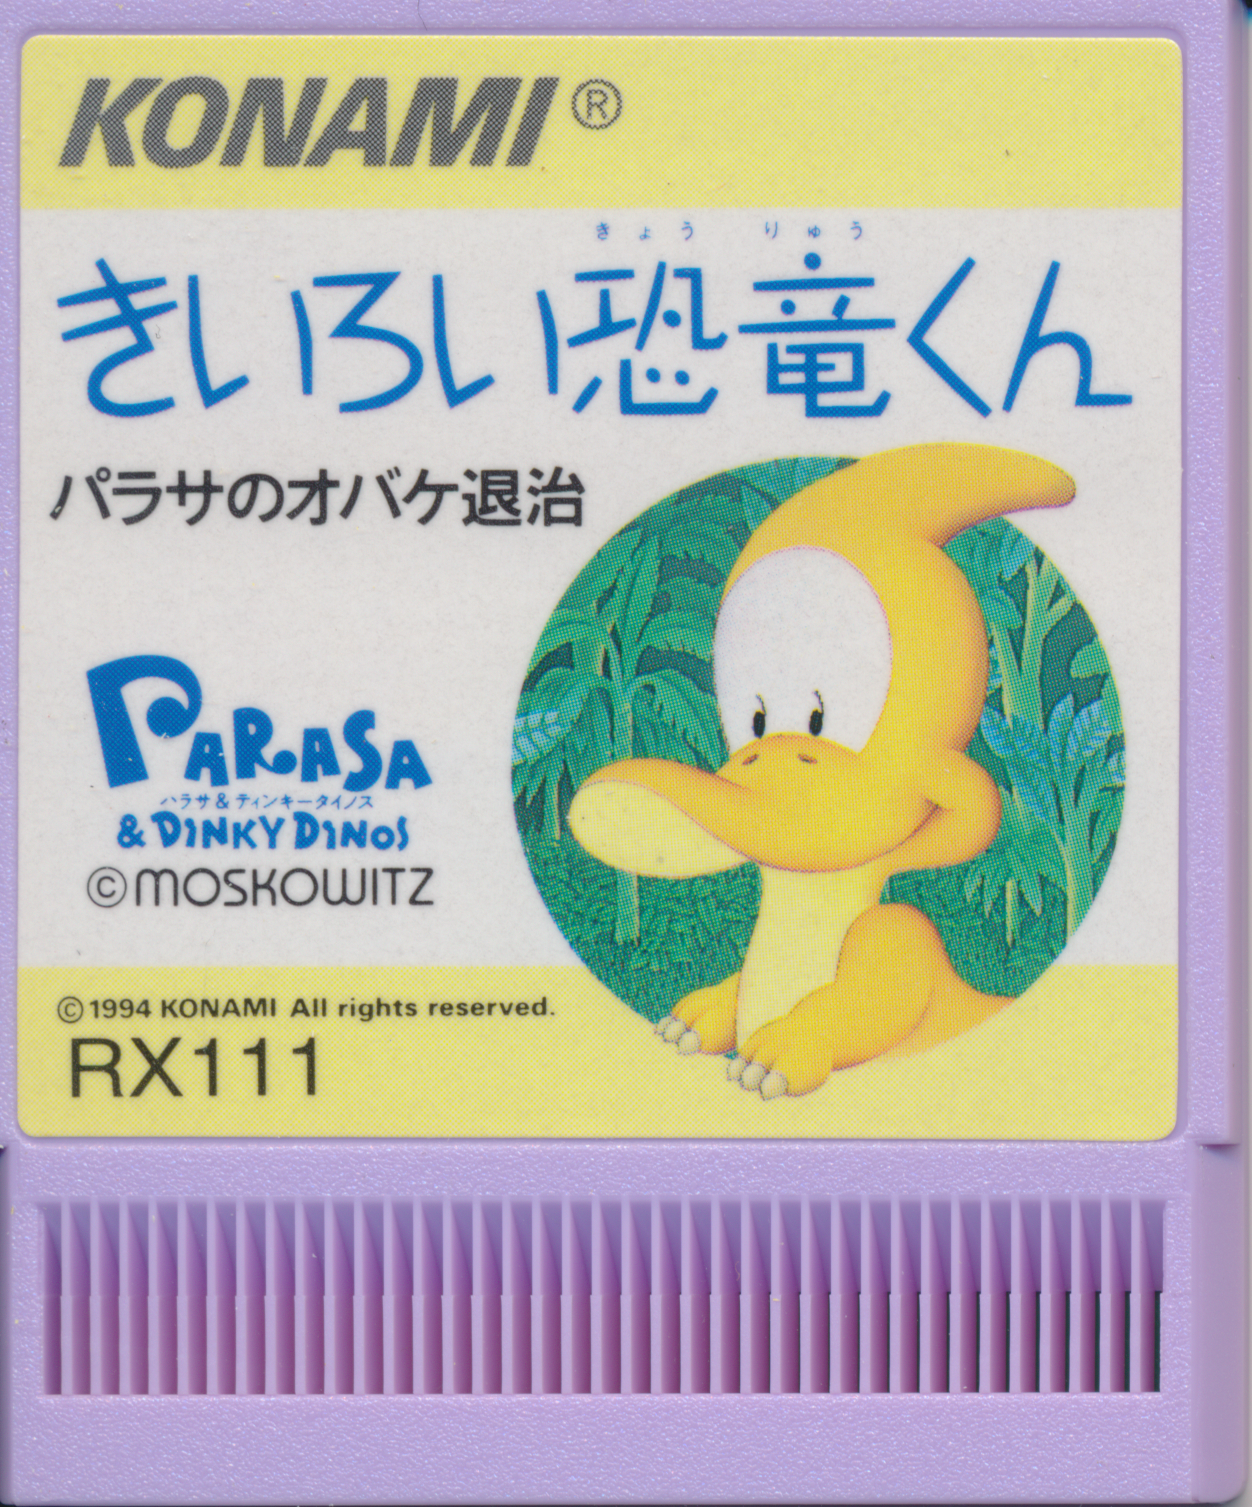 KONAMI®
きょう りゅう
きいろい恐竜くん
パラサのオバケ退治
PARASA
パラサ&ディンキーダイノス
& DINKY DINOS
©MOSKOWITZ
©1994 KONAMI All rights reserved.
RX111